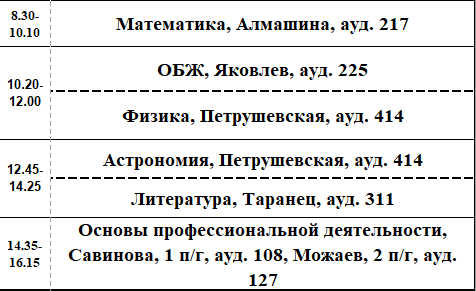 8.30-
10.10
Математика, Алмашина, ауд. 217
10.20-
12.00
ОБЖ, Яковлев, ауд. 225
Физика, Петрушевская, ауд. 414
12.45-
14.25
Астрономия, Петрушевская, ауд. 414
Литература, Таранец, ауд. 311
14.35-
16.15
Основы профессиональной деятельности,
Савинова, 1 п/г, ауд. 108, Можаев, 2 п/г, ауд.
127